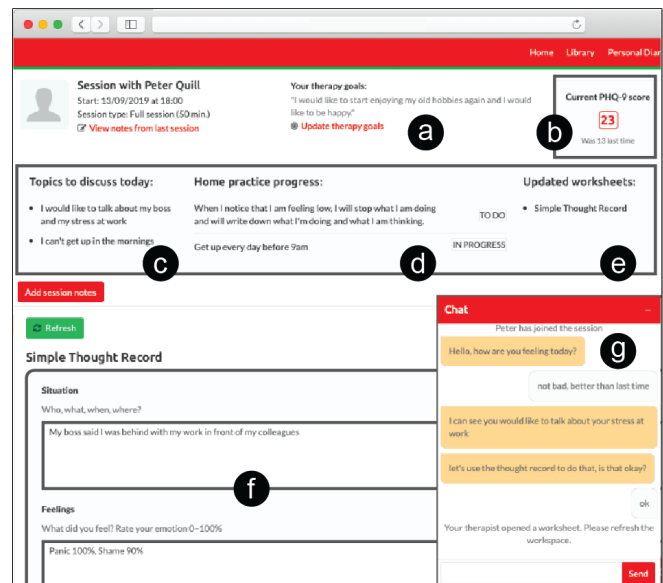 Home Library Personal Diar
Session with Peter Quill
Start: 13/09/2019 at 18:00
Session type: Full session (50 min.)
View notes from last session
Your therapy goals:
"I would like to start enjoying my old hobbies again and I would
like to be happy."
Update therapy goals
a
b
Current PHQ-9 score
23
Was 13 last time
Topics to discuss today:
I would like to talk about my boss
and my stress at work
I can't get up in the mornings
c
Home practice progress:
When I notice that I am feeling low, I will stop what I am doing
and will write down what I'm doing and what I am thinking.
TO DO
Get up every day before 9am
IN PROGRESS
d
Updated worksheets:
Simple Thought Record
e
Add session notes
Refresh
Simple Thought Record
Situation
Who, what, when, where?
My boss said I was behind with my work in front of my colleagues
f
Feelings
What did you feel? Rate your emotion 0-100%
Panic 100%, Shame 90%
Chat
Peter has joined the session
Hello, how are you feeling today?
g
not bad, better than last time
I can see you would like to talk about your stress at
work
let's use the thought record to do that, is that okay?
ok
Your therapist opened a worksheet. Please refresh the
workspace.
Send